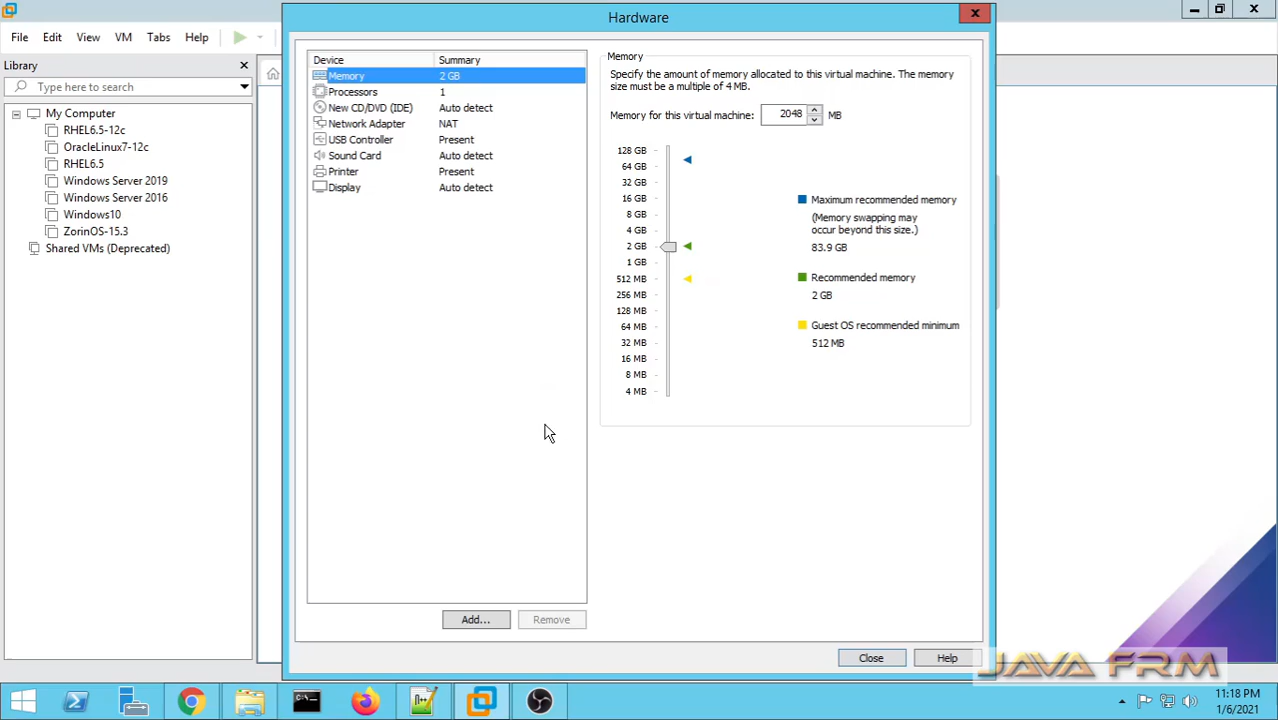 Hardware
File Edit View VM Tabs Help
Library
Type here to search
My Computer
RHEL6.5-12c
OracleLinux7-12c
RHEL6.5
Windows Server 2019
Windows Server 2016
Windows10
ZorinOS-15.3
Shared VMs (Deprecated)
Device Summary
Memory 2 GB
Processors 1
New CD/DVD (IDE) Auto detect
Network Adapter NAT
USB Controller Present
Sound Card Auto detect
Printer Present
Display Auto detect
Add... Remove
Memory
Specify the amount of memory allocated to this virtual machine. The memory
size must be a multiple of 4 MB.
Memory for this virtual machine: 2048 MB
128 GB
64 GB
32 GB
16 GB
8 GB
4 GB
2 GB
1 GB
512 MB
256 MB
128 MB
64 MB
32 MB
16 MB
8 MB
4 MB
Maximum recommended memory
(Memory swapping may
occur beyond this size.)
83.9 GB
Recommended memory
2 GB
Guest OS recommended minimum
512 MB
Close Help
JAVA FRM
11:18 PM
1/6/2021